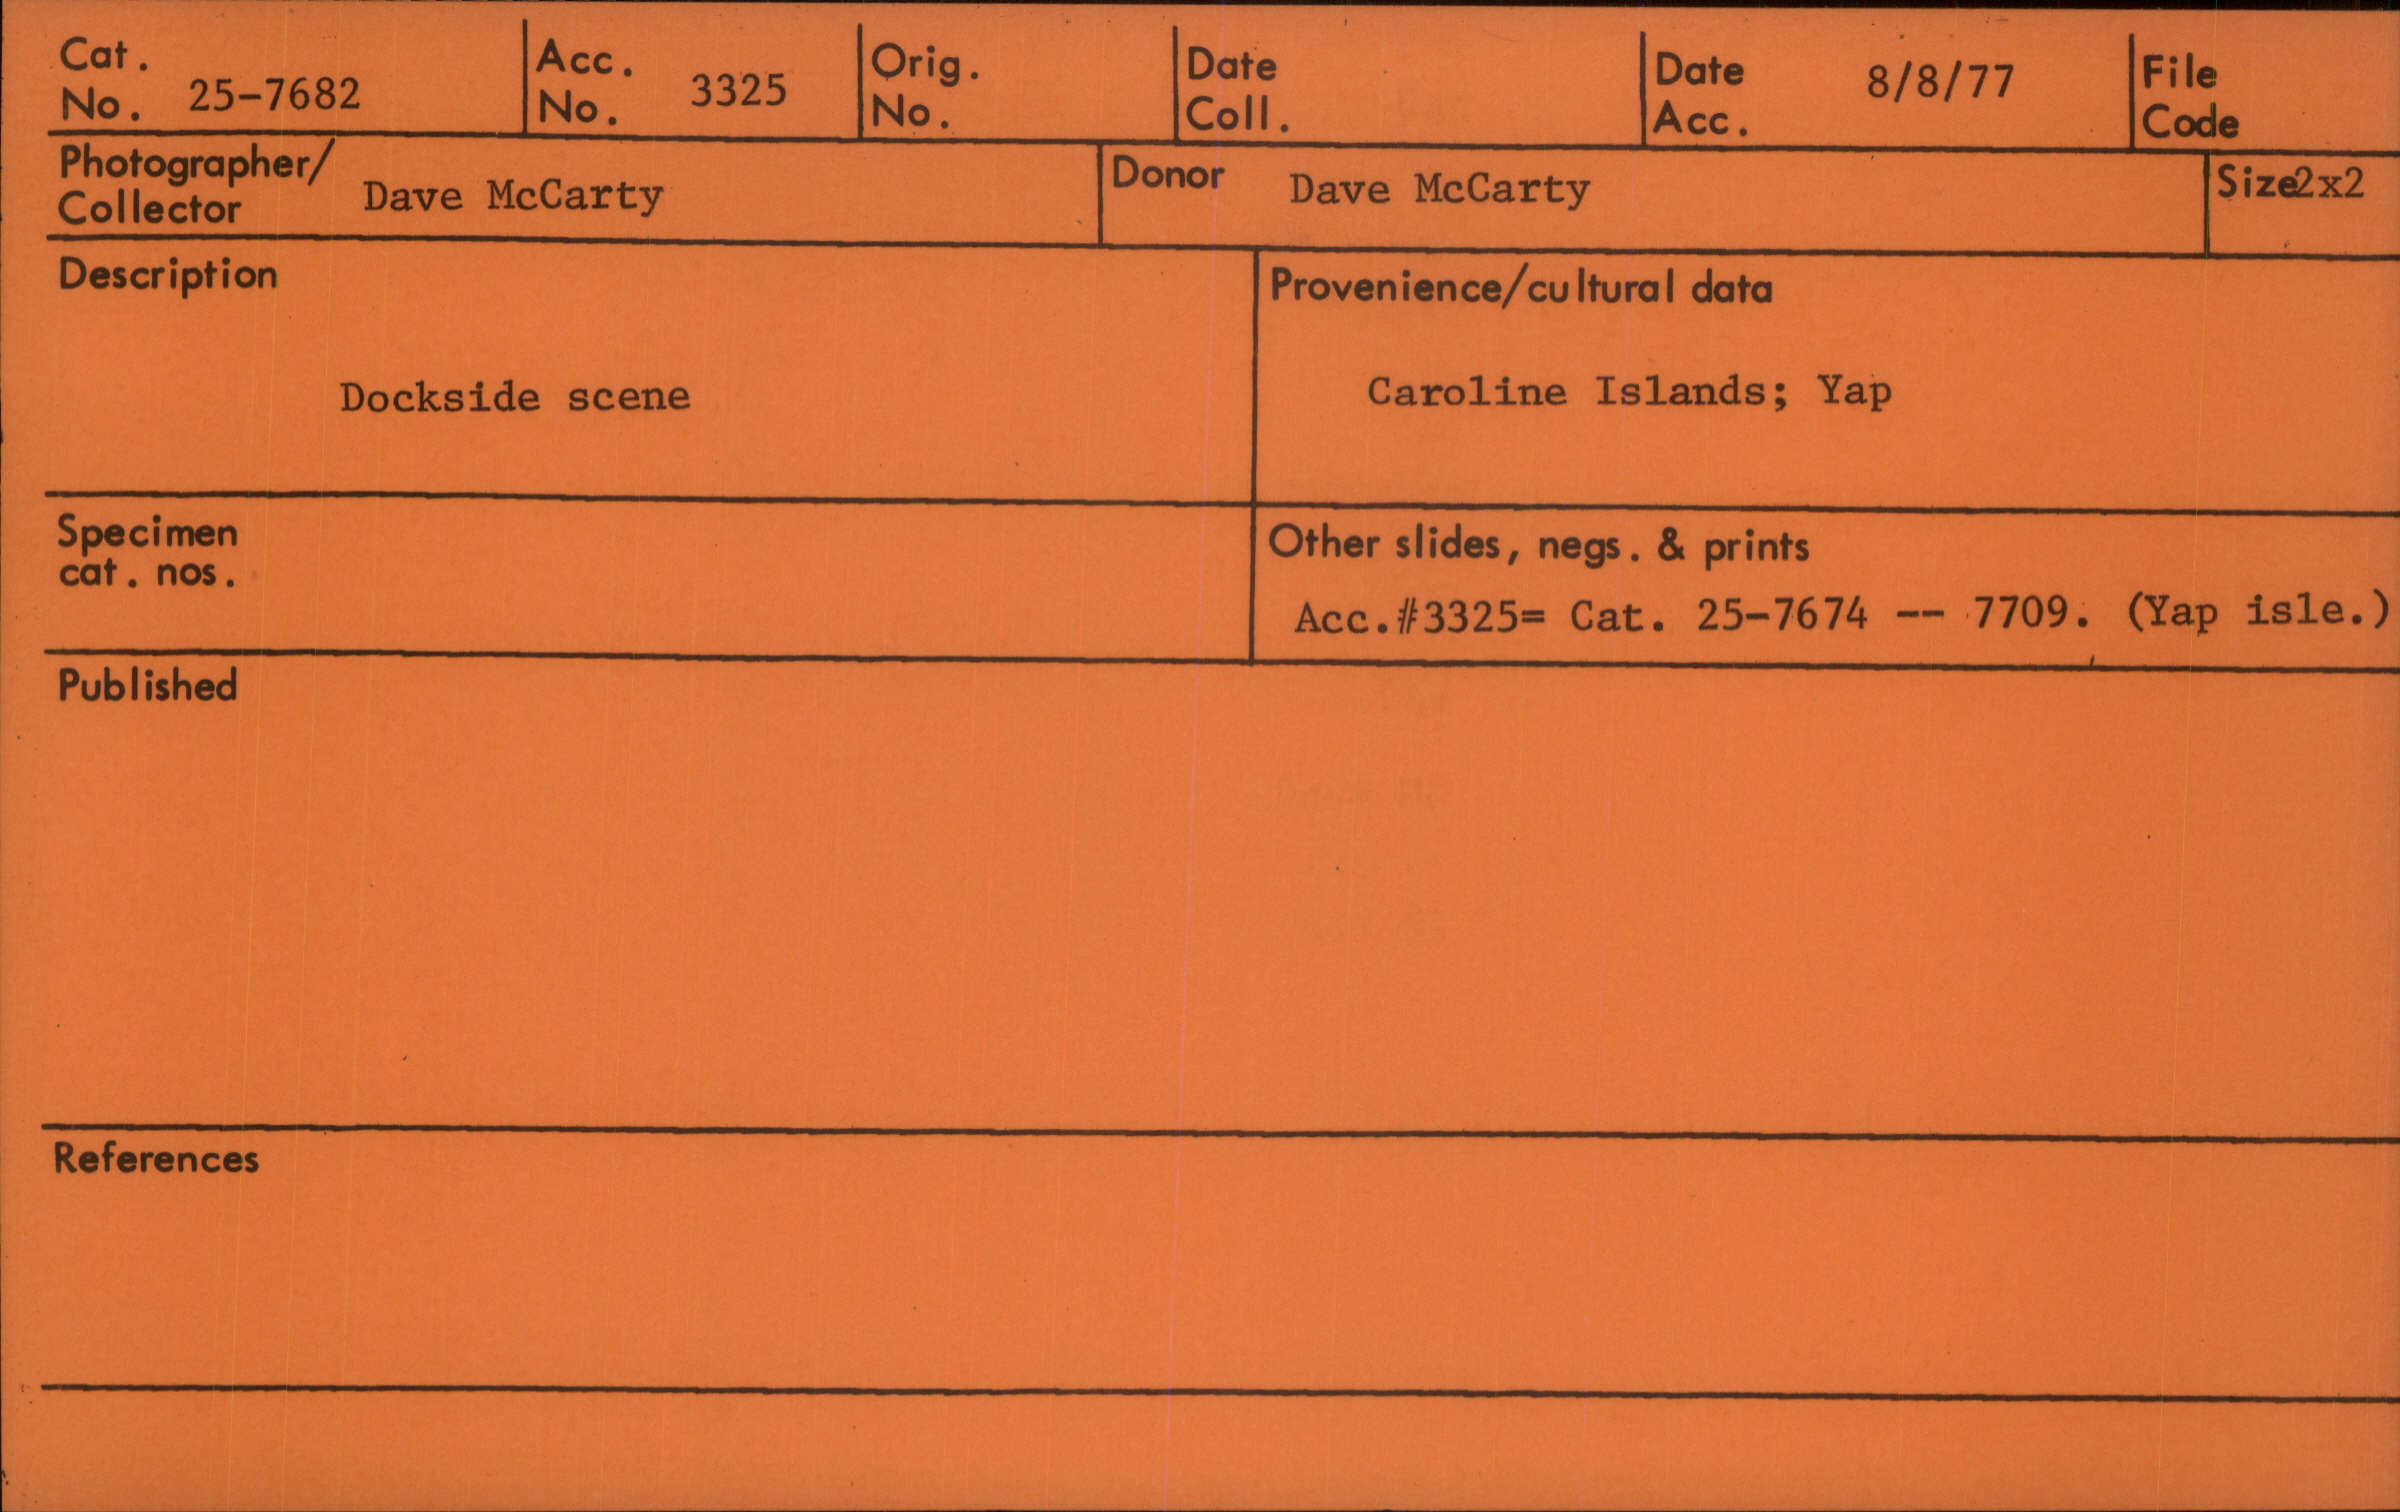 Cat. No. 25-7682
Acc. No. 3325
Orig. No.
Date Coll.
Date Acc. 8/8/77
File Code
Photographer/ Collector Dave McCarty
Donor Dave McCarty
Size 2x2
Description
Dockside scene
Provenience/cultural data
Caroline Islands; Yap
Specimen cat. nos.
Other slides, negs. & prints
Acc.#3325= Cat. 25-7674 -- 7709. (Yap isle.)
Published
References